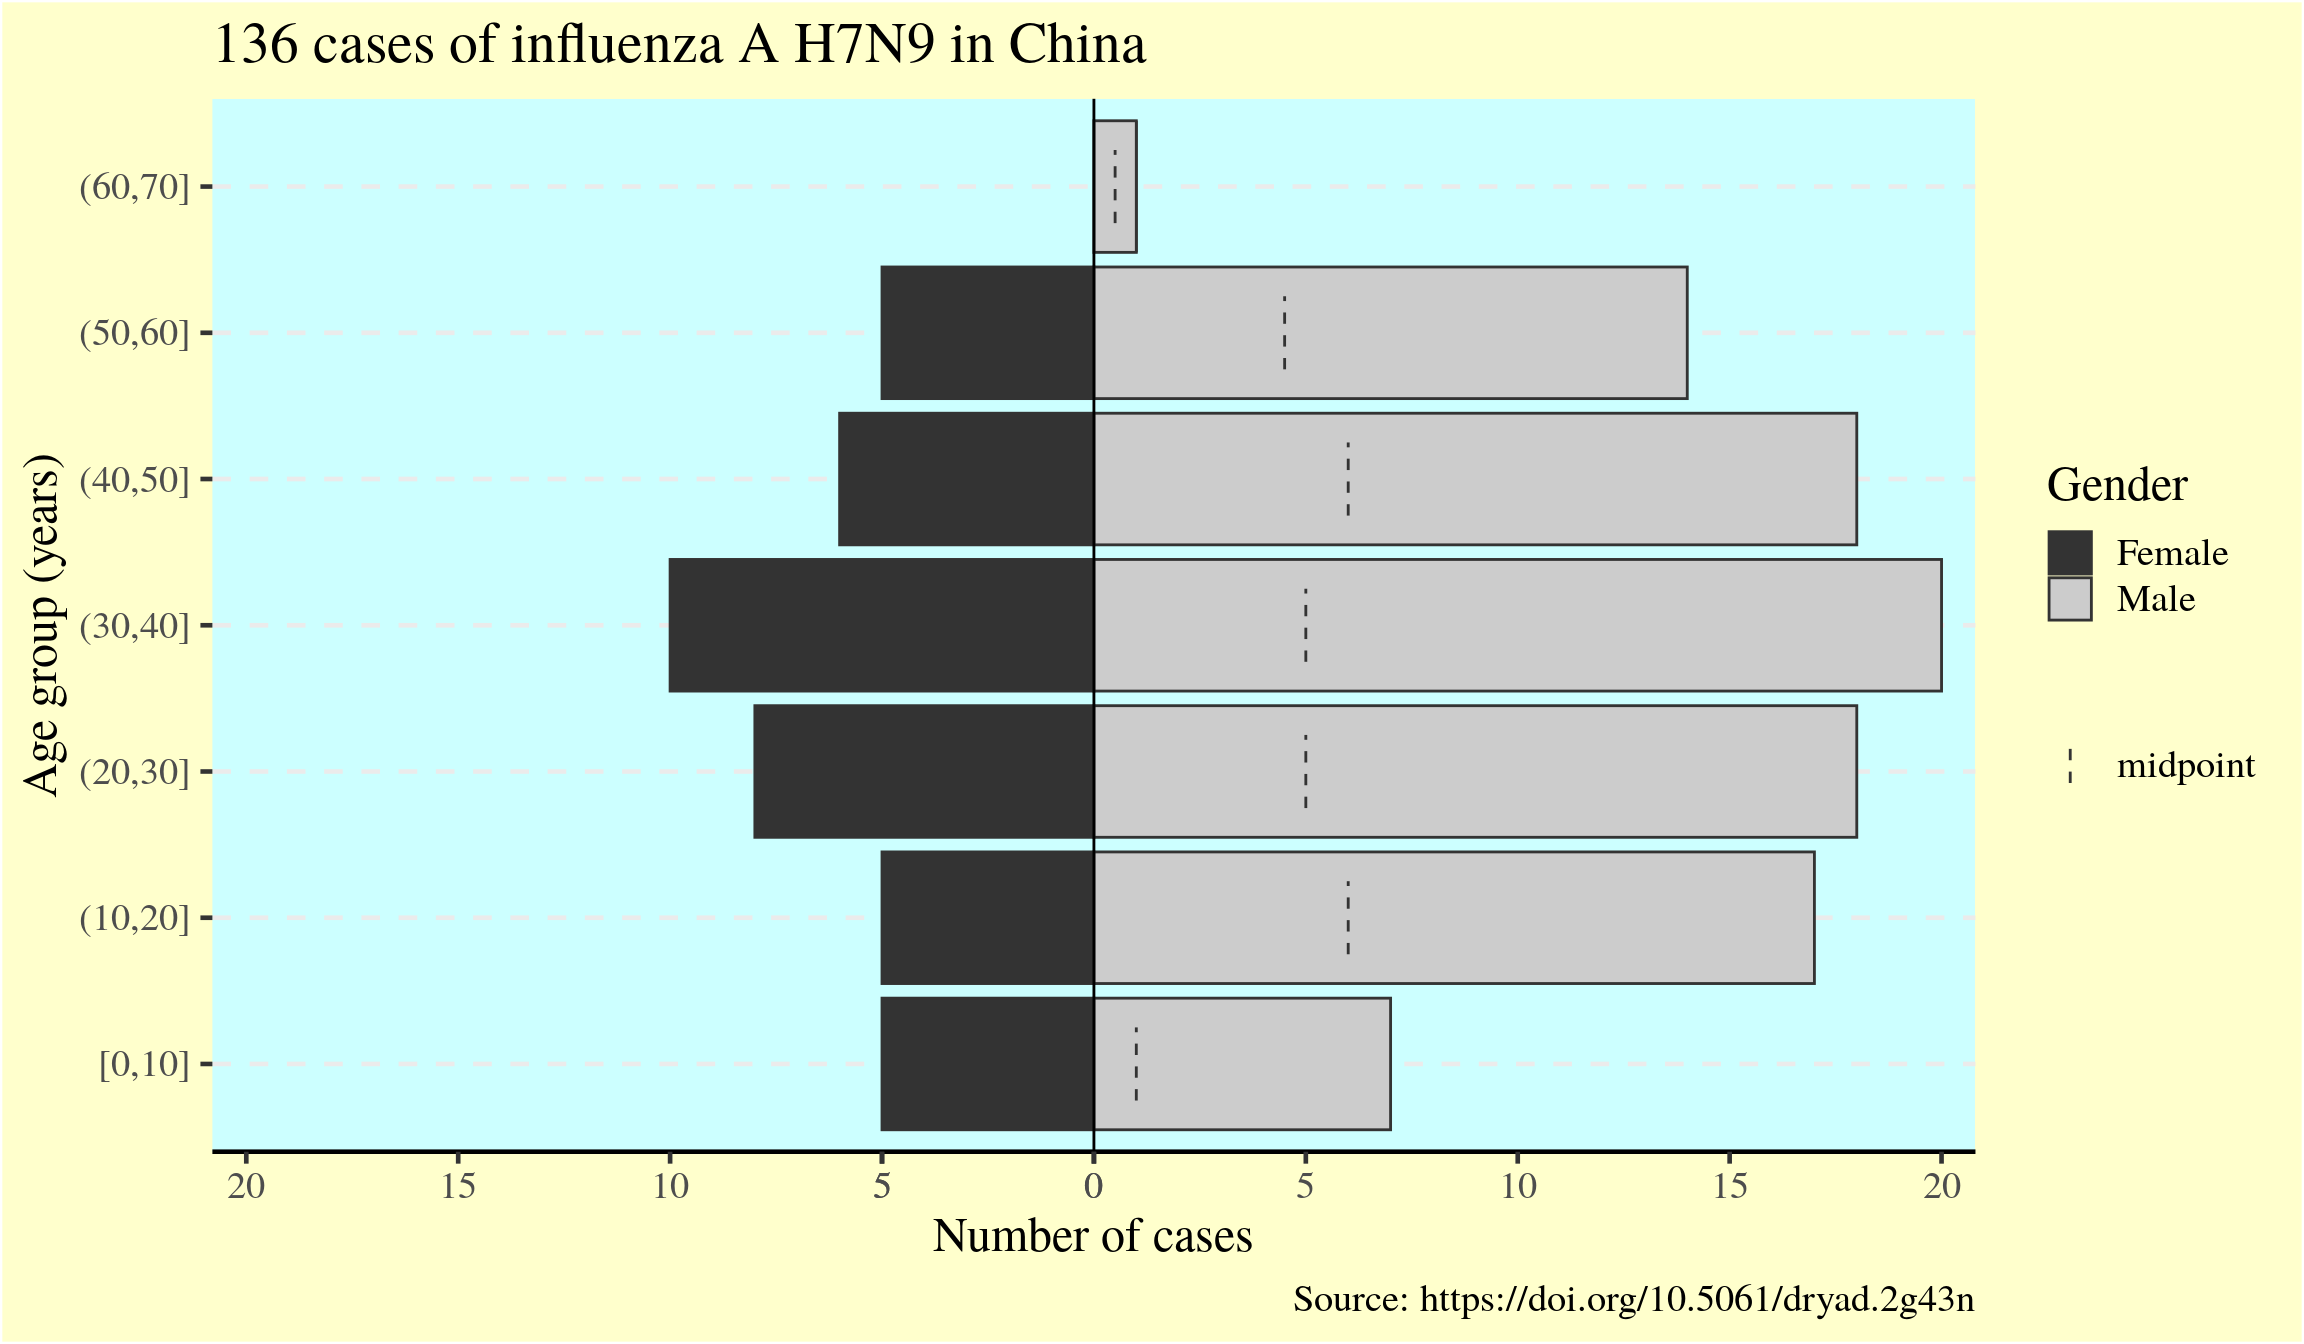 136 cases of influenza A H7N9 in China
Age group (years)
(60,70]
(50,60]
(40,50]
(30,40]
(20,30]
(10,20]
[0,10]
20 15 10 5 0 5 10 15 20
Number of cases
Gender
Female
Male
midpoint
Source: https://doi.org/10.5061/dryad.2g43n